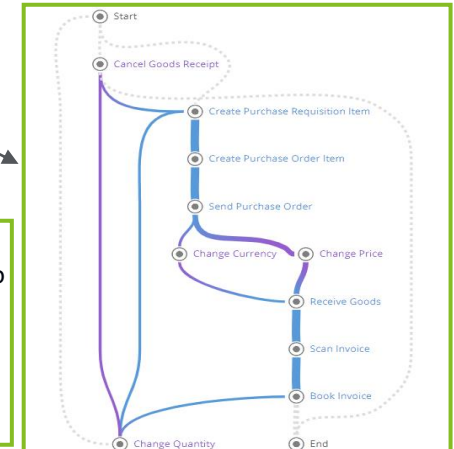 Start
Cancel Goods Receipt
Create Purchase Requisition Item
Create Purchase Order Item
Send Purchase Order
Change Currency
Change Price
Receive Goods
Scan Invoice
Book Invoice
Change Quantity
End